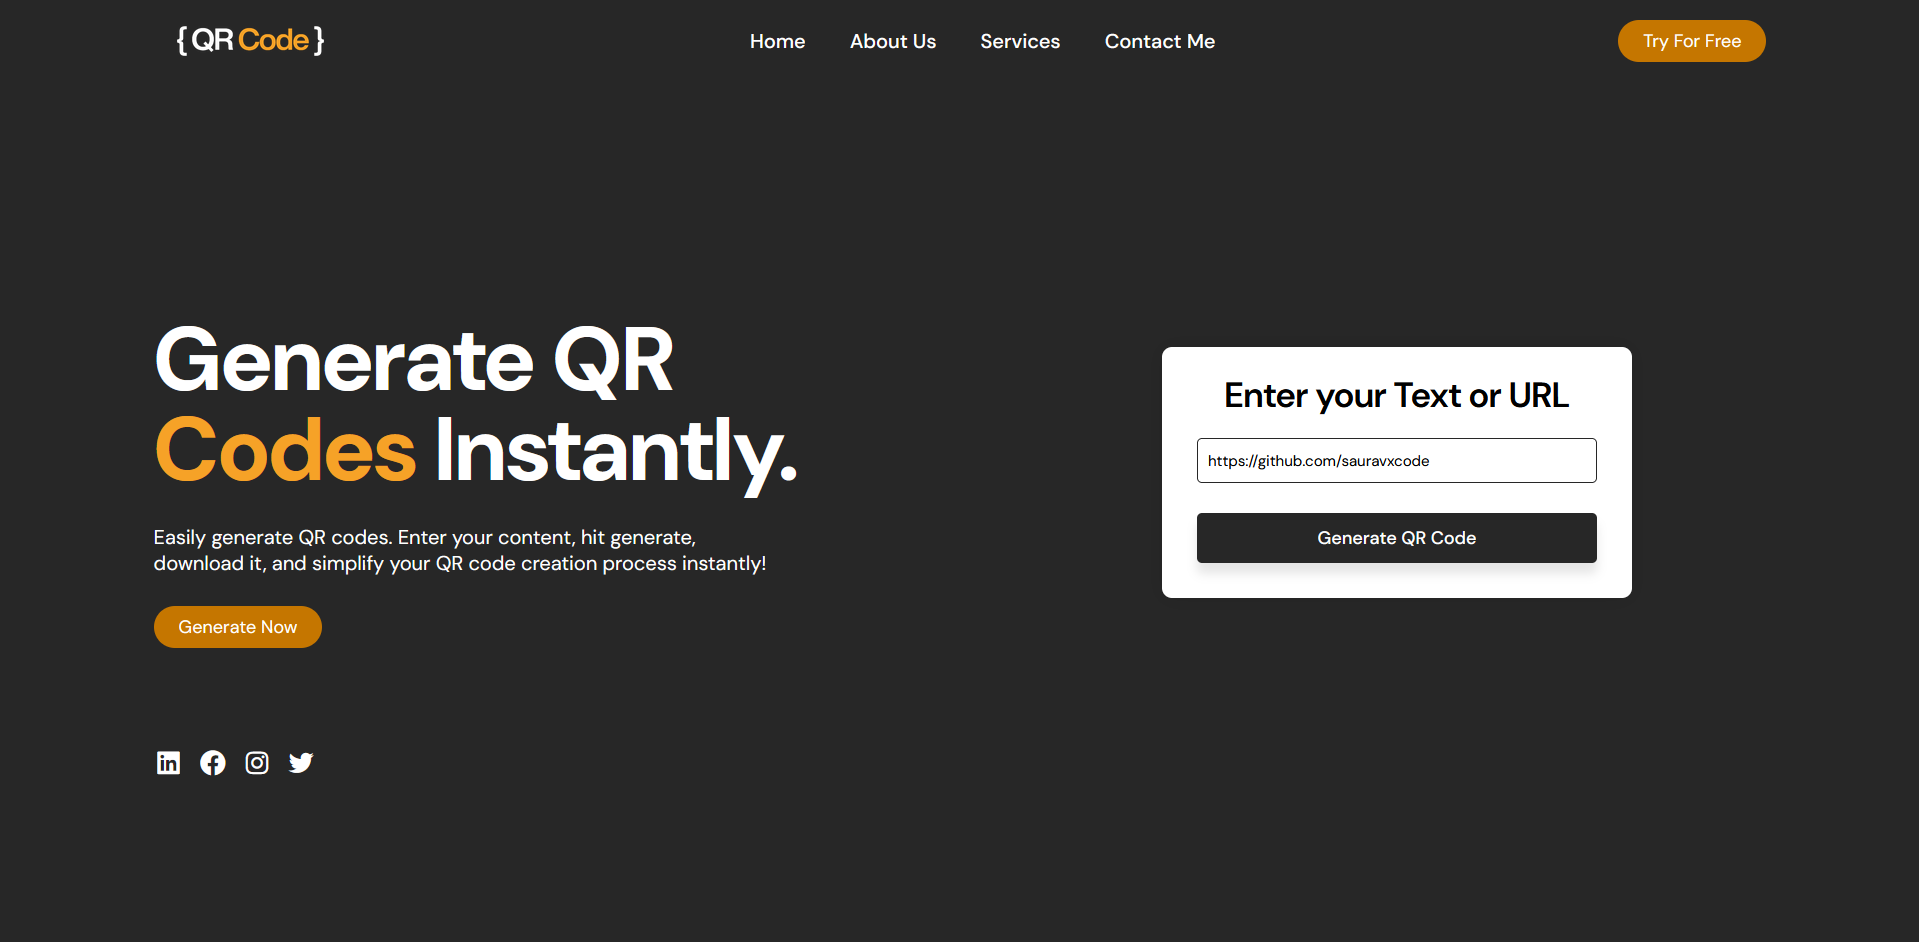 { QR Code }
Home
About Us
Services
Contact Me
Try For Free
Generate QR
Codes Instantly.
Easily generate QR codes. Enter your content, hit generate,
download it, and simplify your QR code creation process instantly!
Generate Now
Enter your Text or URL
https://github.com/sauravxcode
Generate QR Code